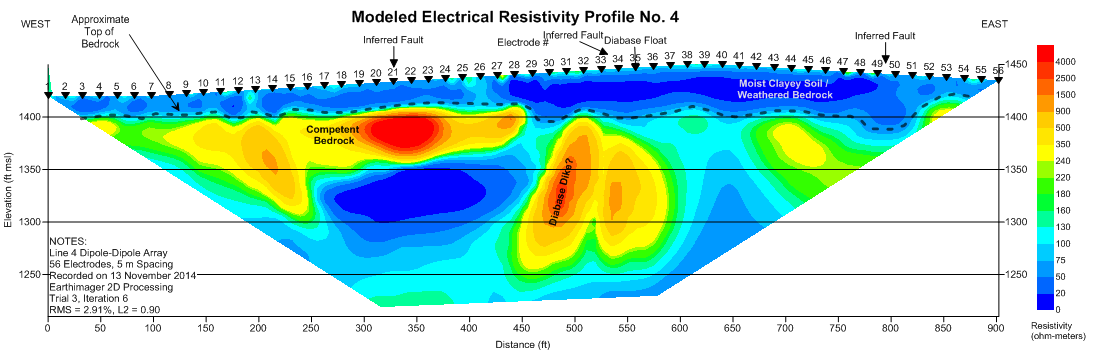 Modeled Electrical Resistivity Profile No. 4
WEST
EAST
Approximate
Top of
Bedrock
Inferred Fault
Electrode #
Inferred Fault
Diabase Float
Inferred Fault
1 2 3 4 5 6 7 8 9 10 11 12 13 14 15 16 17 18 19 20 21 22 23 24 25 26 27 28 29 30 31 32 33 34 35 36 37 38 39 40 41 42 43 44 45 46 47 48 49 50 51 52 53 54 55 56
Moist Clayey Soil /
Weathered Bedrock
Competent
Bedrock
Diabase Dike?
Elevation (ft msl)
1400
1350
1300
1250
1450
1400
1350
1300
1250
NOTES:
Line 4 Dipole-Dipole Array
56 Electrodes, 5 m Spacing
Recorded on 13 November 2014
Earthimager 2D Processing
Trial 3, Iteration 6
RMS = 2.91%, L2 = 0.90
0 50 100 150 200 250 300 350 400 450 500 550 600 650 700 750 800 850 900
Distance (ft)
4000
2500
1500
900
500
350
240
220
180
160
130
100
75
50
20
0
Resistivity
(ohm-meters)